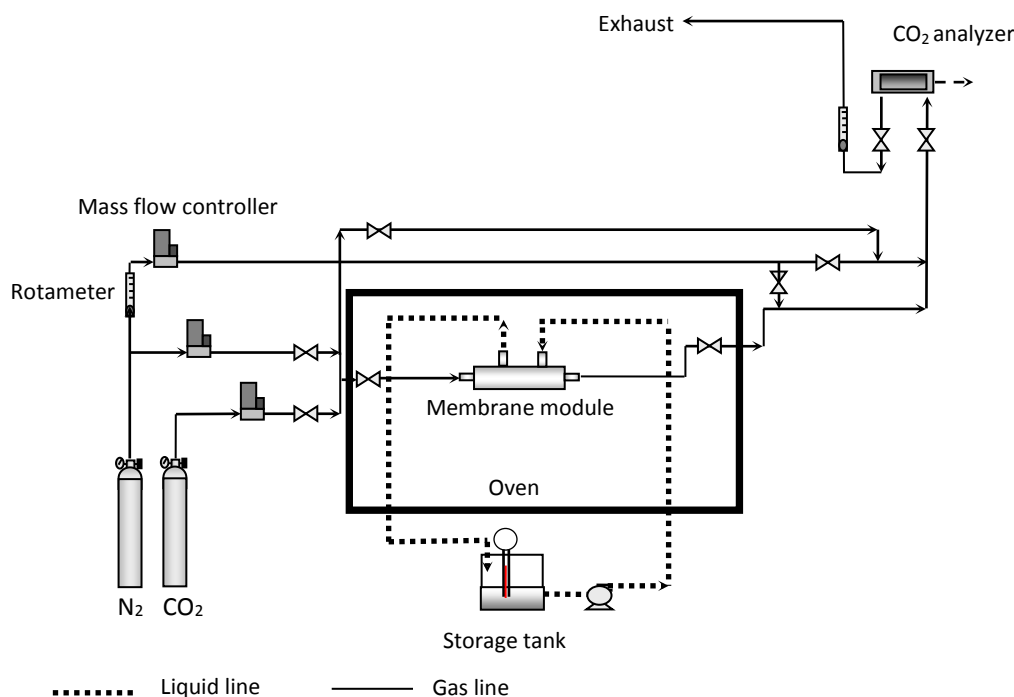 Exhaust
CO₂ analyzer
Mass flow controller
Rotameter
Membrane module
Oven
N₂
CO₂
Storage tank
Liquid line
Gas line